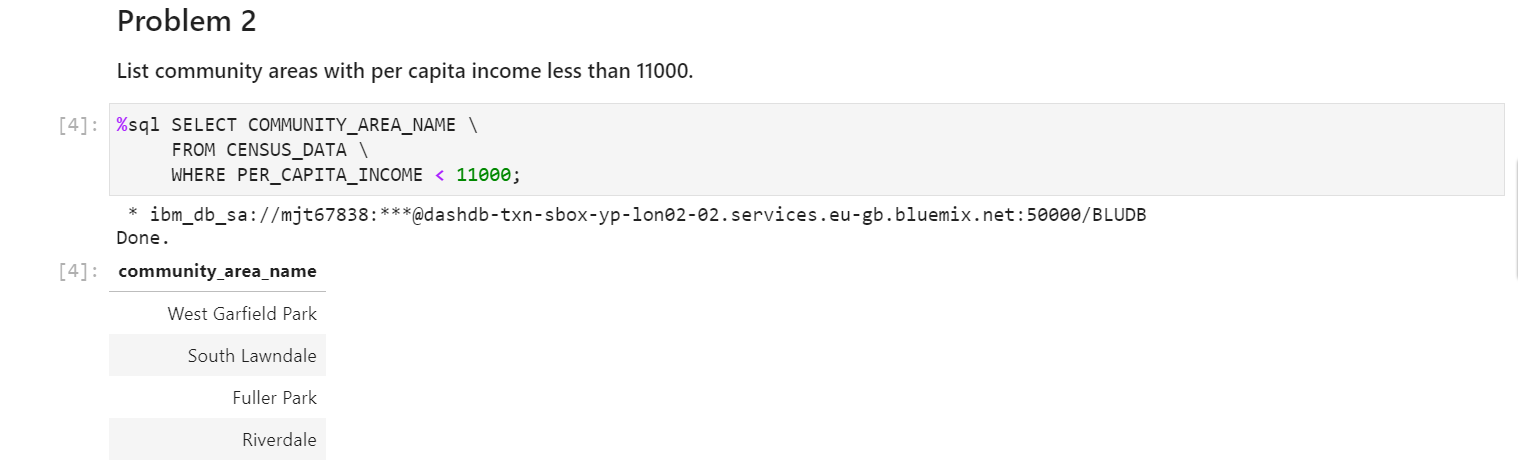 Problem 2
List community areas with per capita income less than 11000.
[4]: %sql SELECT COMMUNITY_AREA_NAME \
FROM CENSUS_DATA \
WHERE PER_CAPITA_INCOME < 11000;
* ibm_db_sa://mjt67838:***@dashdb-txn-sbox-yp-lon02-02.services.eu-gb.bluemix.net:50000/BLUDB
Done.
[4]: community_area_name
West Garfield Park
South Lawndale
Fuller Park
Riverdale